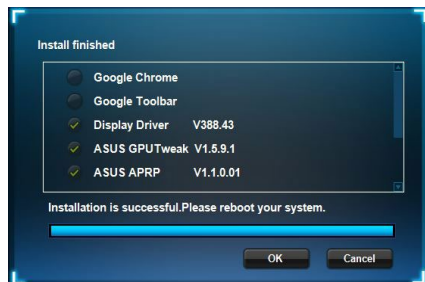 Install finished
Google Chrome
Google Toolbar
Display Driver V388.43
ASUS GPUTweak V1.5.9.1
ASUS APRP V1.1.0.01
Installation is successful.Please reboot your system.
OK Cancel